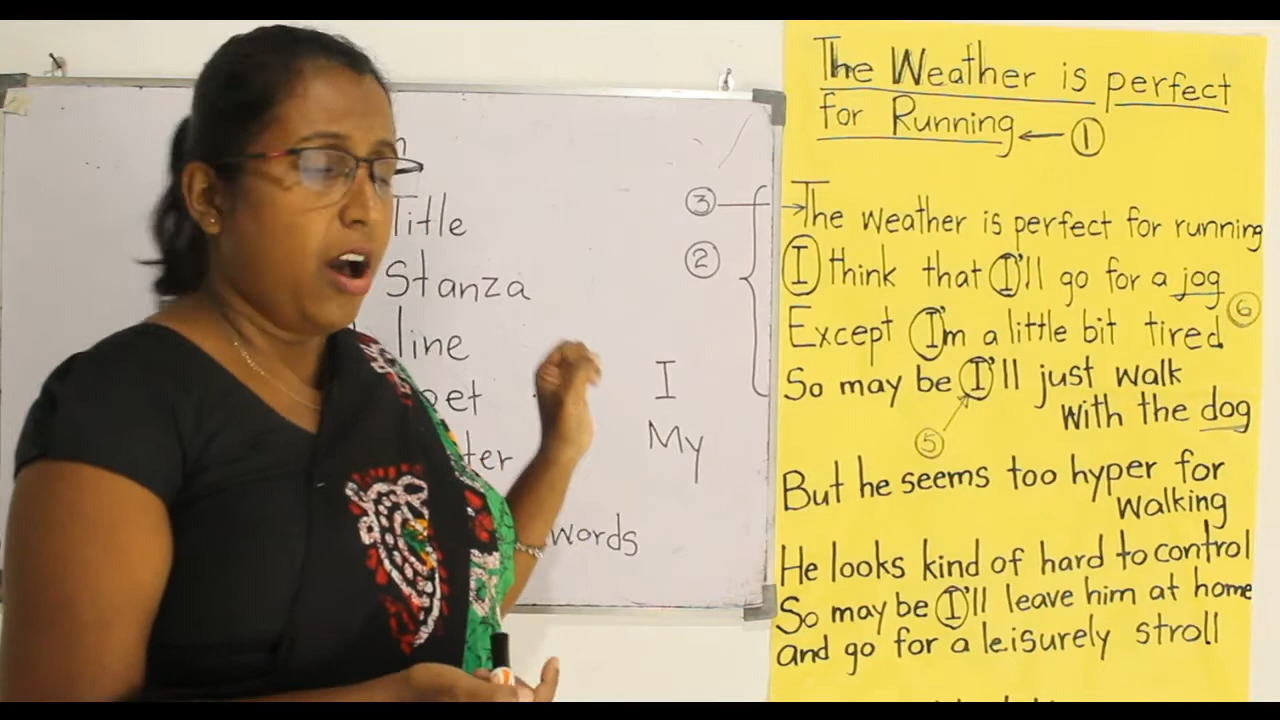 Title
Stanza
line
words
③
②
I
My
The Weather is perfect
for Running ①
The weather is perfect for running
I think that I'll go for a jog
⑥
Except I'm a little bit tired
So may be I'll just walk
with the dog
⑤
But he seems too hyper for
walking
He looks kind of hard to control
So may be I'll leave him at home
and go for a leisurely stroll